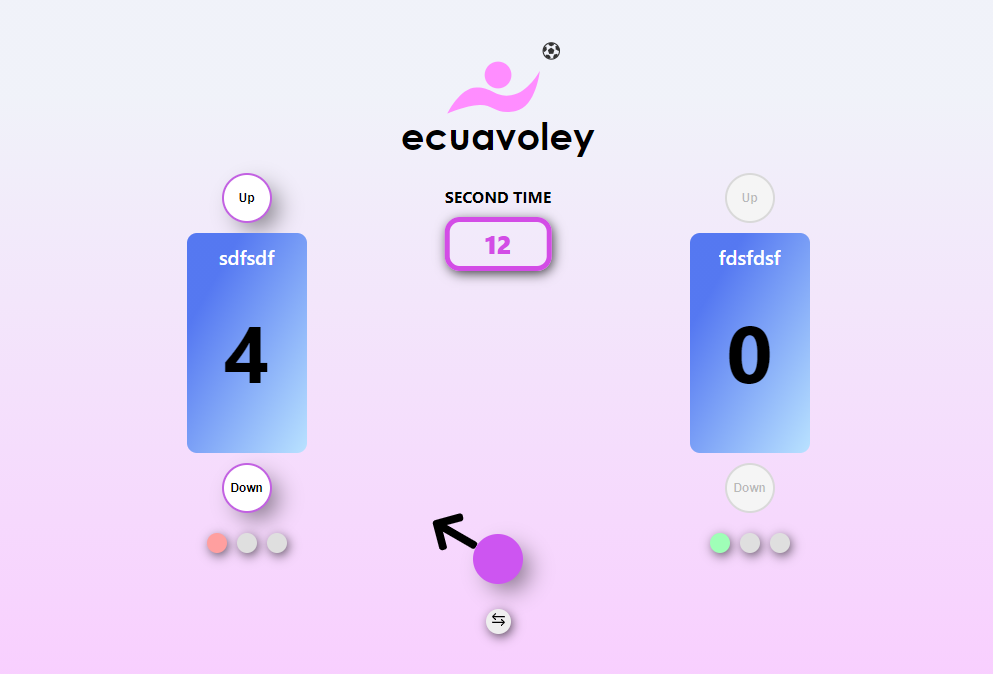 ecuavoley
SECOND TIME
12
Up
sdfsdf
4
Down
Up
fdsfdsf
0
Down